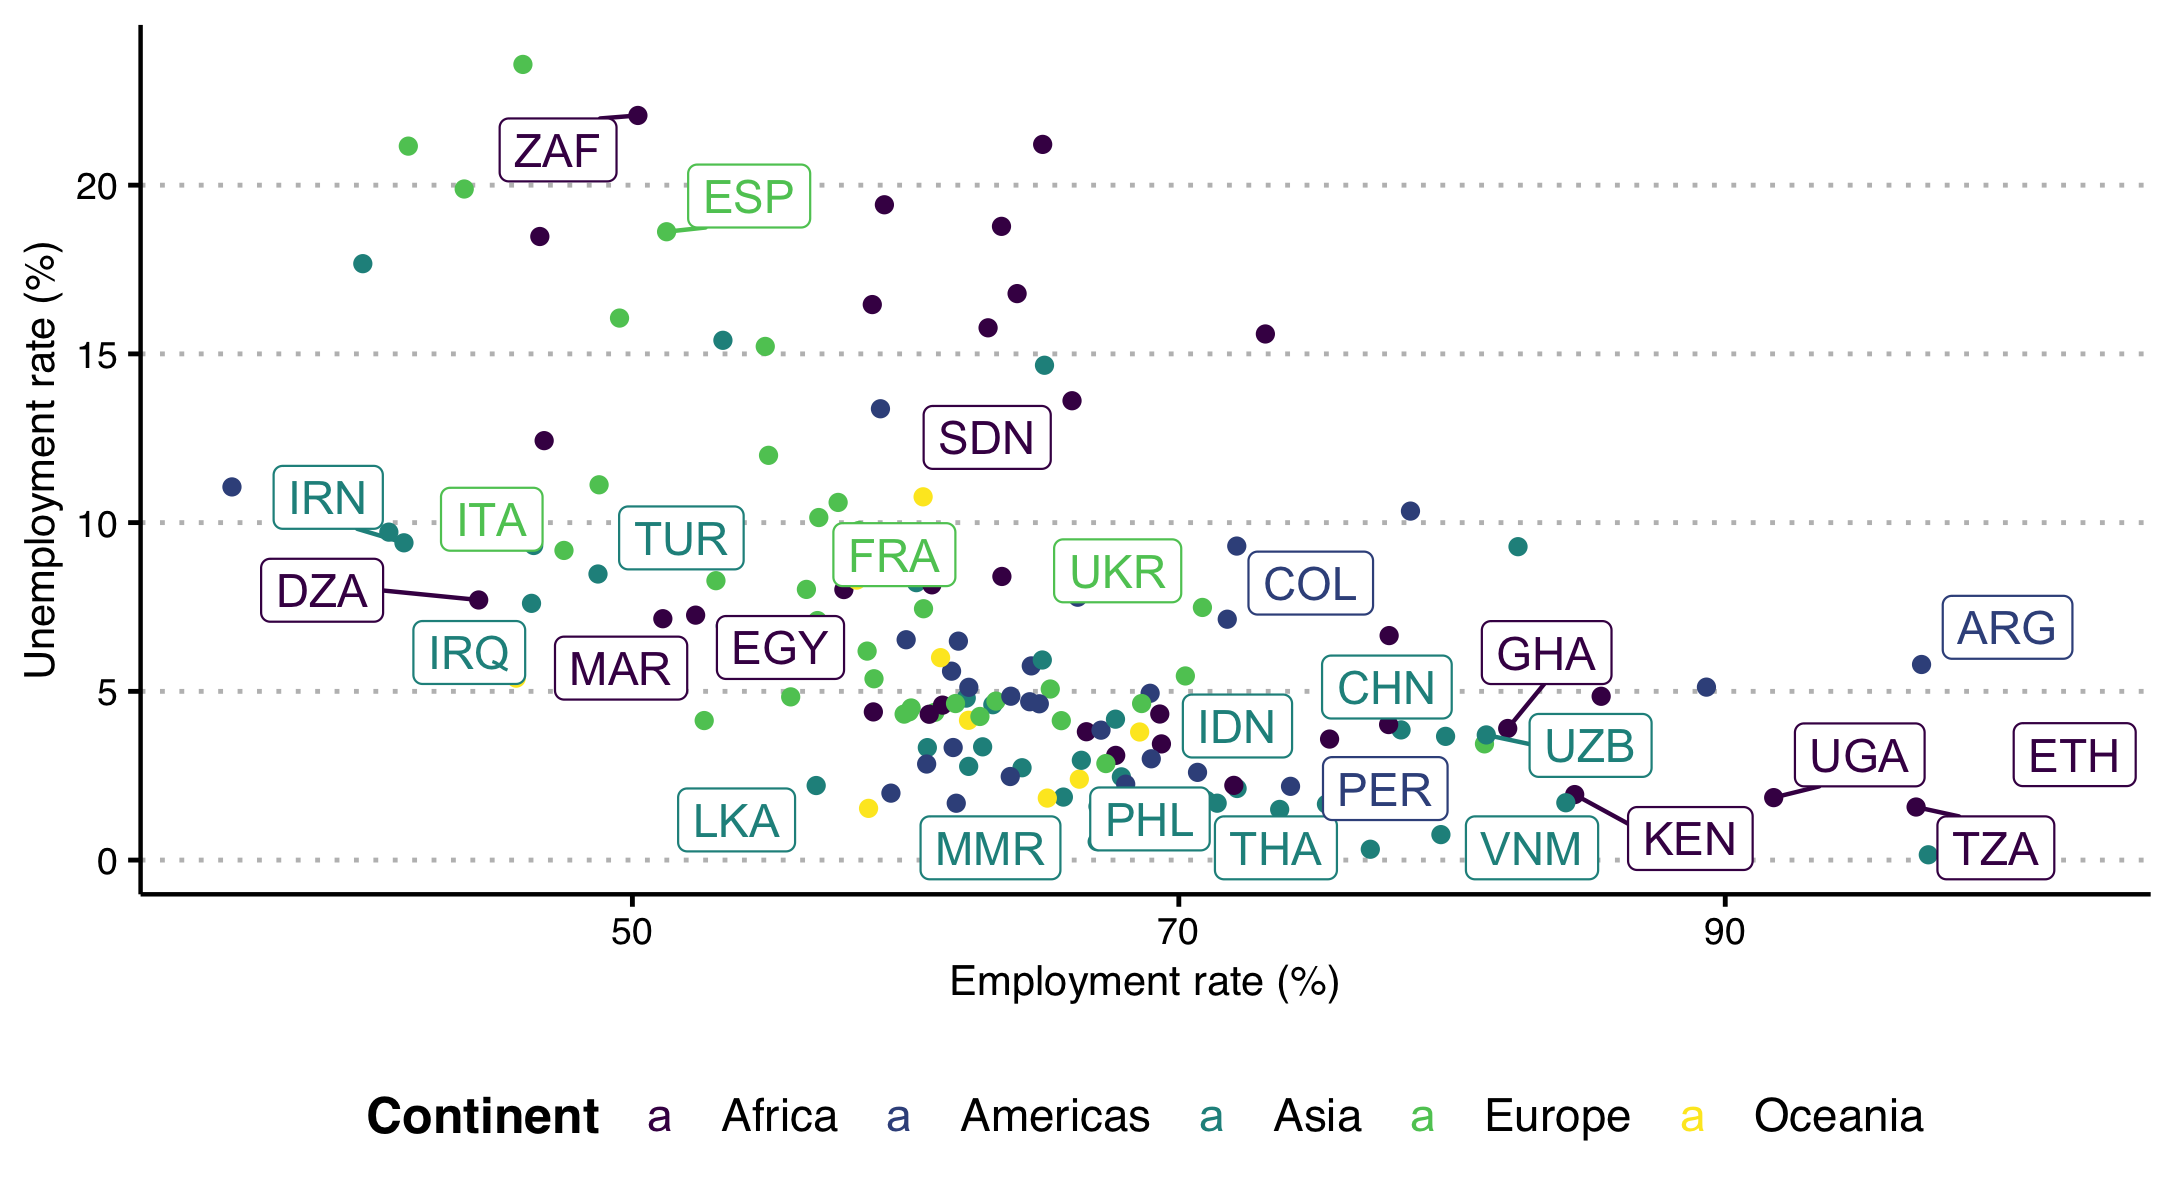 ZAF
ESP
20
15
SDN
IRN
ITA
TUR
10
FRA
UKR
COL
DZA
ARG
IRQ
MAR
EGY
GHA
5
CHN
IDN
UZB
UGA
ETH
PER
LKA
PHL
MMR
THA
VNM
KEN
TZA
0
50
70
90
Unemployment rate (%)
Employment rate (%)
Continent a Africa a Americas a Asia a Europe a Oceania